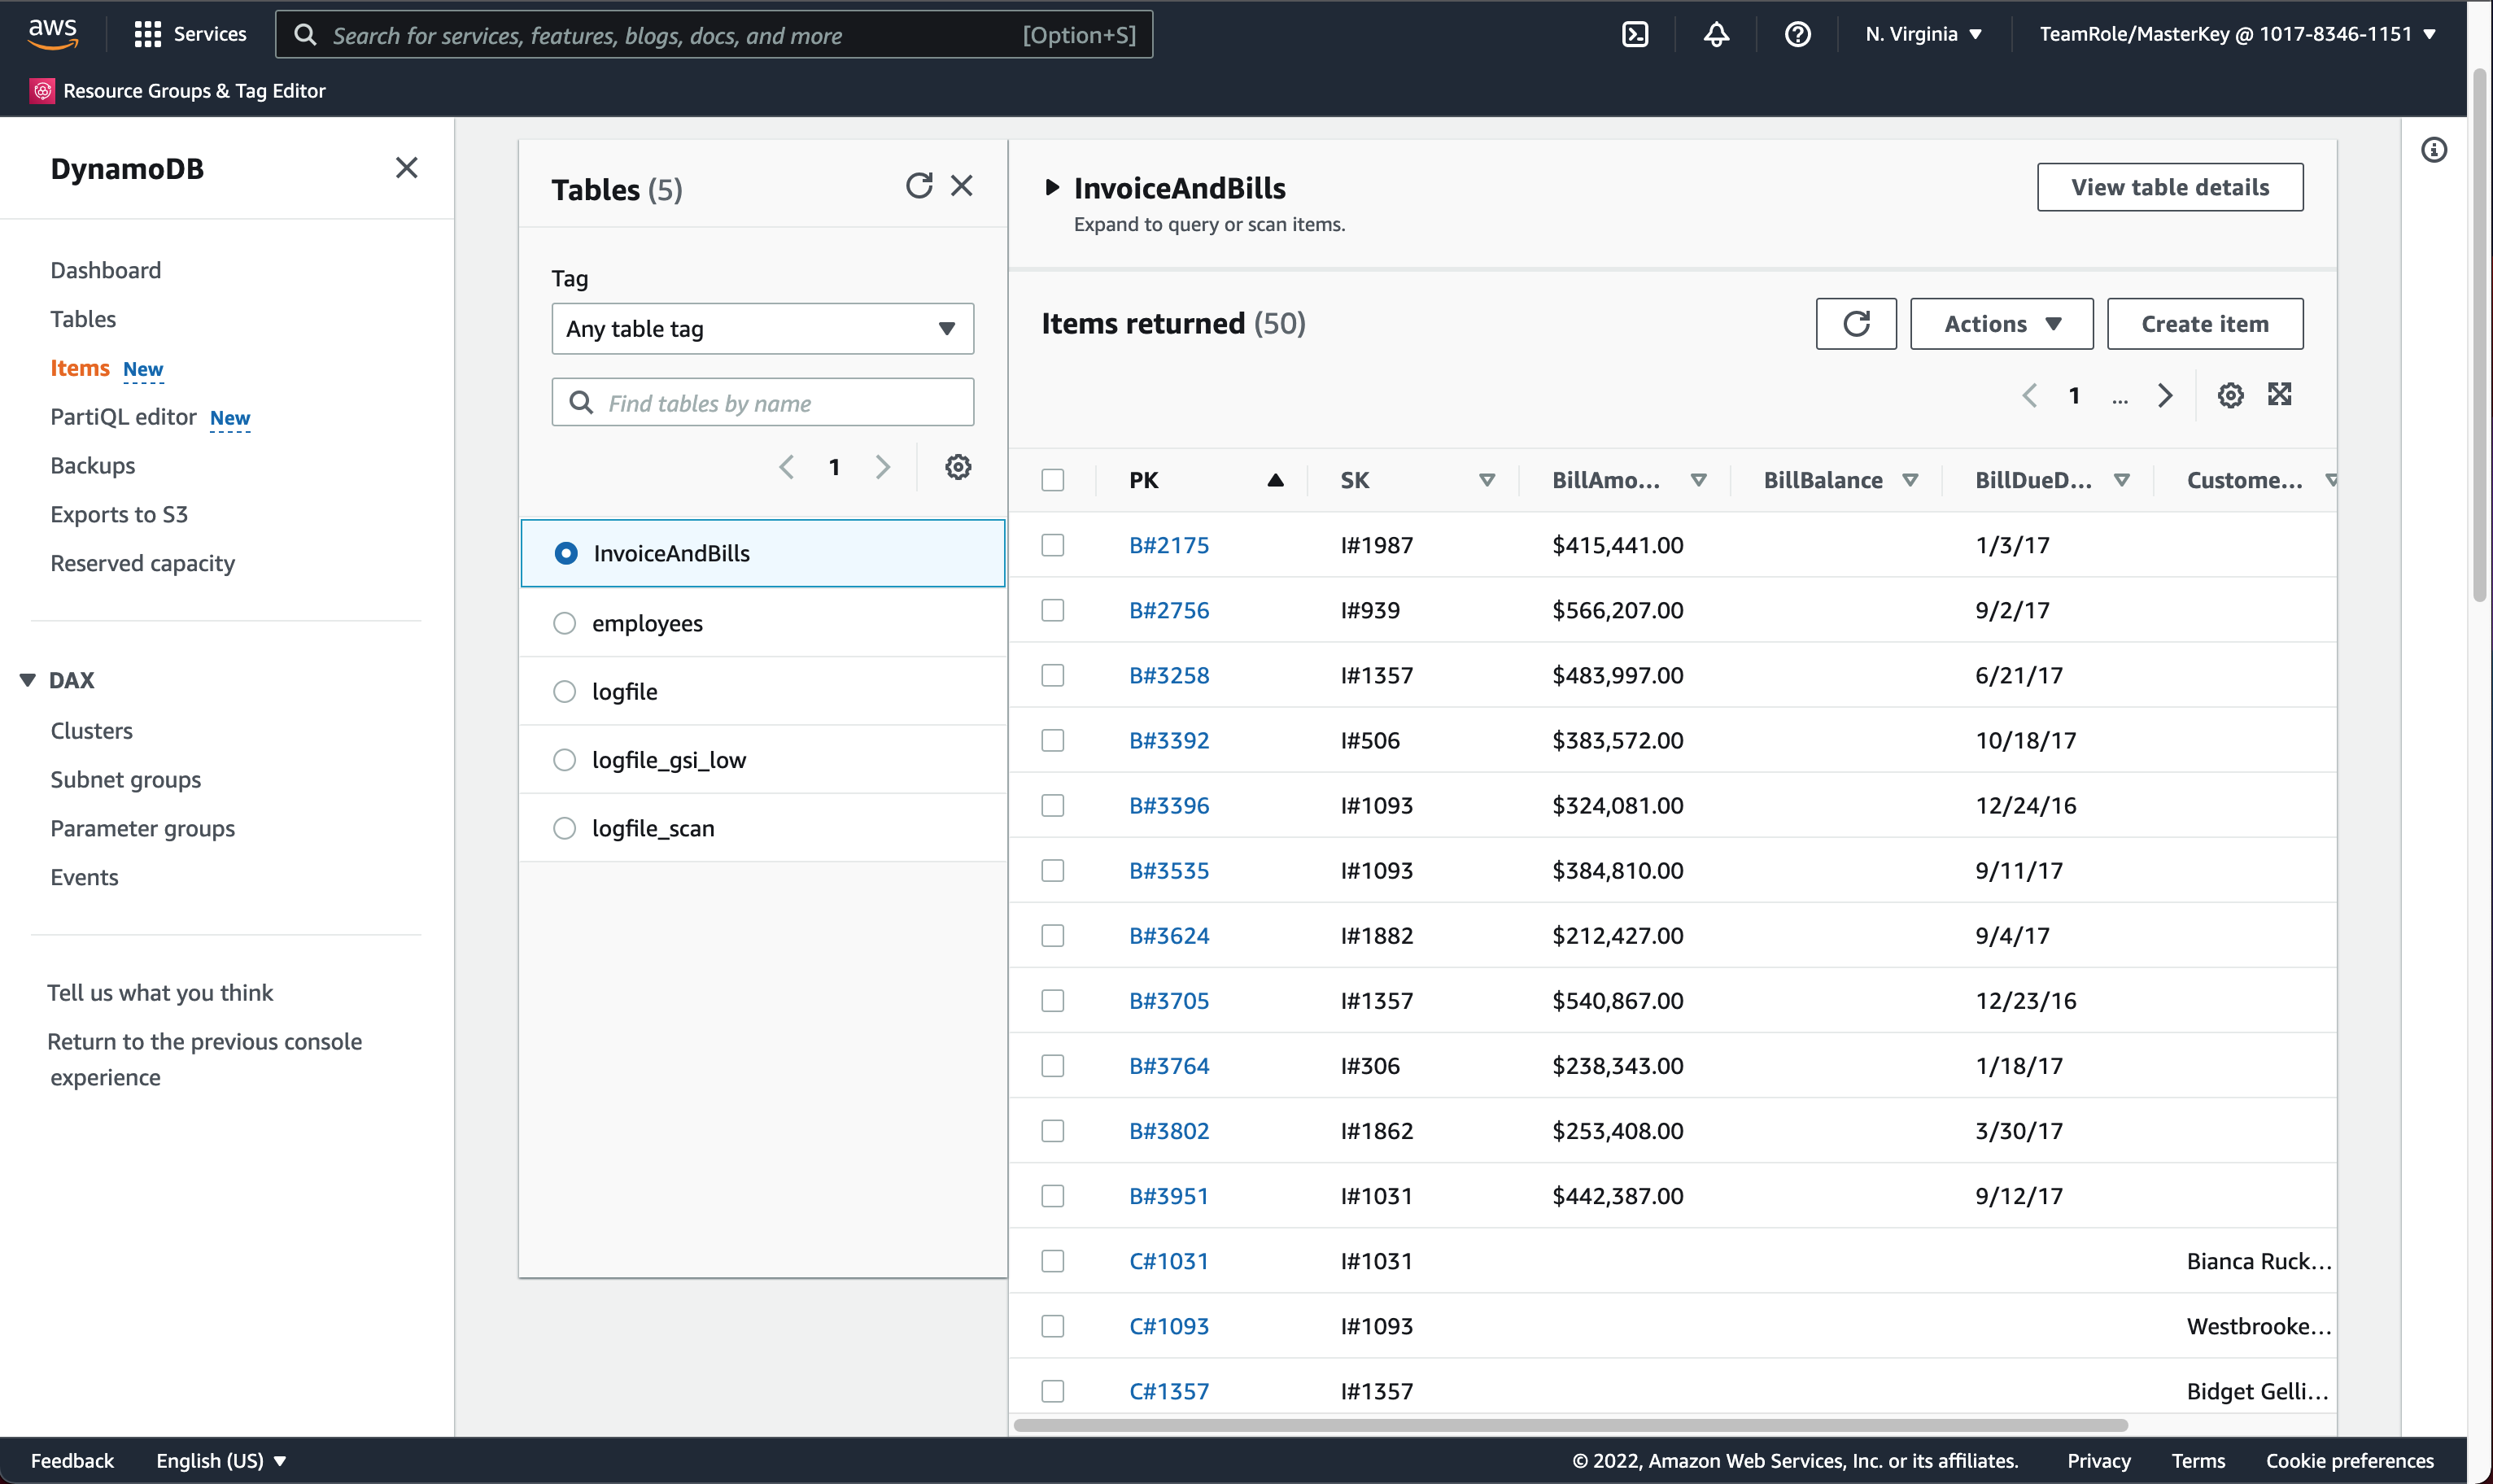 aws
Services
Search for services, features, blogs, docs, and more [Option+S]
N. Virginia ▼
TeamRole/MasterKey @ 1017-8346-1151 ▼
Resource Groups & Tag Editor
DynamoDB
Dashboard
Tables
Items New
PartiQL editor New
Backups
Exports to S3
Reserved capacity
▼ DAX
Clusters
Subnet groups
Parameter groups
Events
Tell us what you think
Return to the previous console
experience
Tables (5)
Tag
Any table tag
Find tables by name
1
InvoiceAndBills
employees
logfile
logfile_gsi_low
logfile_scan
InvoiceAndBills
Expand to query or scan items.
View table details
Items returned (50)
Actions ▼
Create item
1 ...
PK SK BillAmo... BillBalance BillDueD... Custome...
B#2175 I#1987 $415,441.00 1/3/17
B#2756 I#939 $566,207.00 9/2/17
B#3258 I#1357 $483,997.00 6/21/17
B#3392 I#506 $383,572.00 10/18/17
B#3396 I#1093 $324,081.00 12/24/16
B#3535 I#1093 $384,810.00 9/11/17
B#3624 I#1882 $212,427.00 9/4/17
B#3705 I#1357 $540,867.00 12/23/16
B#3764 I#306 $238,343.00 1/18/17
B#3802 I#1862 $253,408.00 3/30/17
B#3951 I#1031 $442,387.00 9/12/17
C#1031 I#1031 Bianca Ruck...
C#1093 I#1093 Westbrooke...
C#1357 I#1357 Bidget Gelli...
Feedback
English (US) ▼
© 2022, Amazon Web Services, Inc. or its affiliates.
Privacy
Terms
Cookie preferences